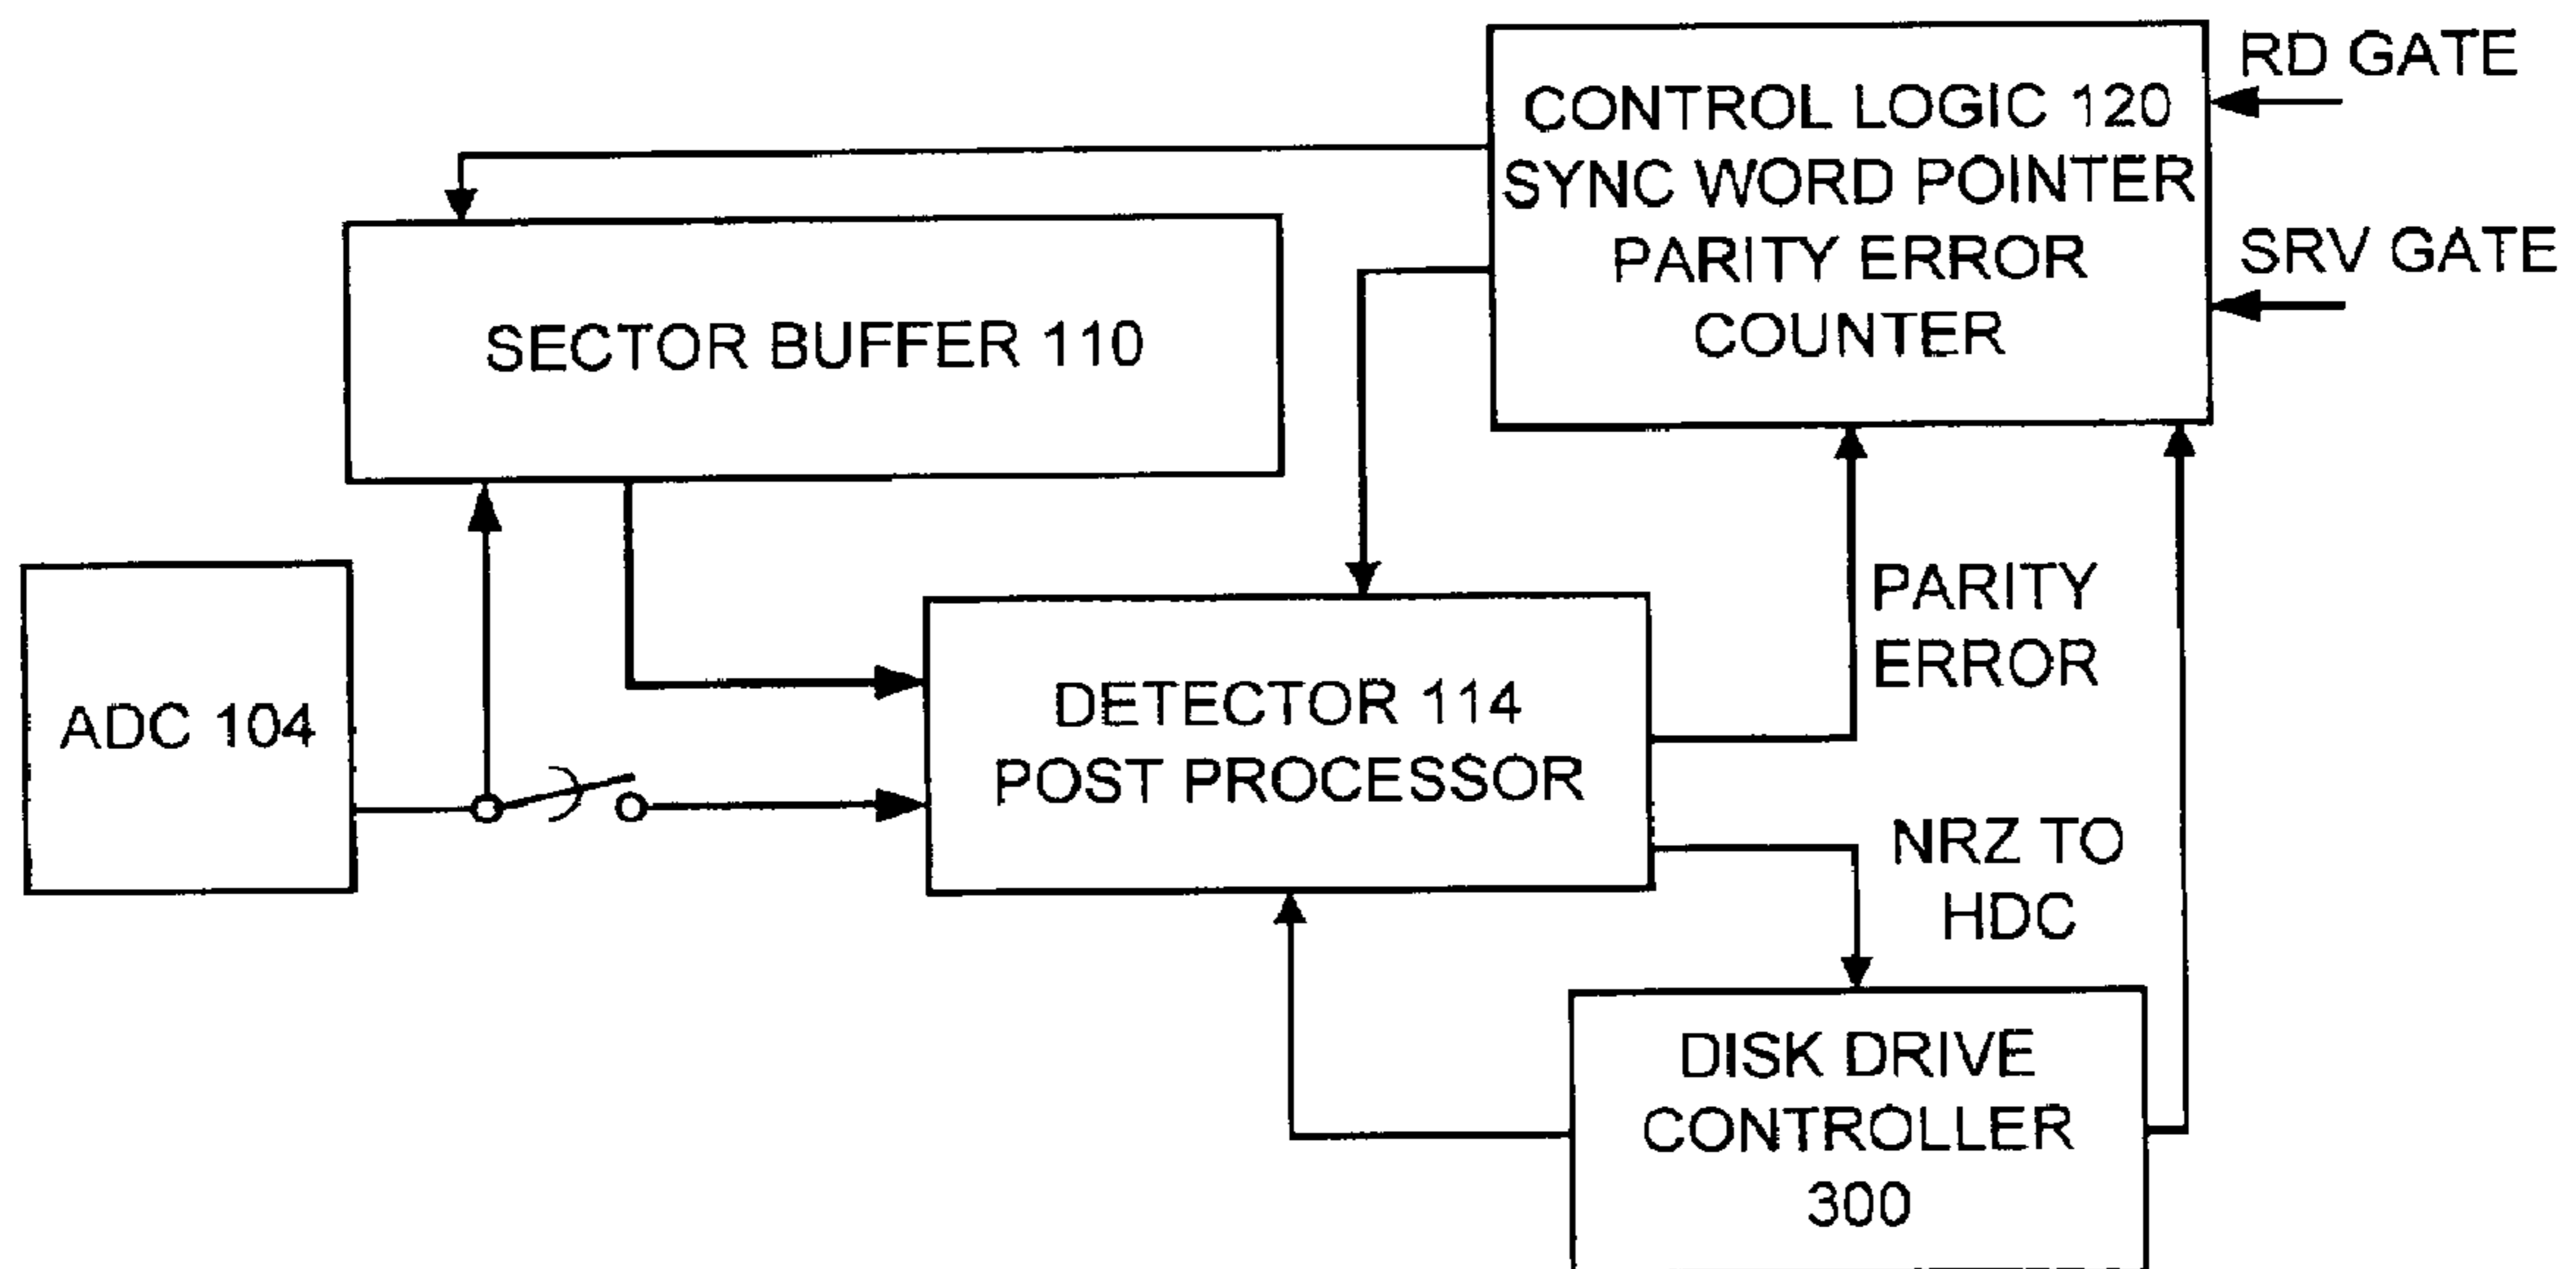 RD GATE
CONTROL LOGIC 120
SYNC WORD POINTER
PARITY ERROR
COUNTER
SRV GATE
SECTOR BUFFER 110
ADC 104
DETECTOR 114
POST PROCESSOR
PARITY
ERROR
NRZ TO
HDC
DISK DRIVE
CONTROLLER
300